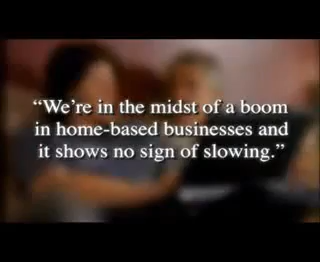 “We’re in the midst of a boom
in home-based businesses and
it shows no sign of slowing.”